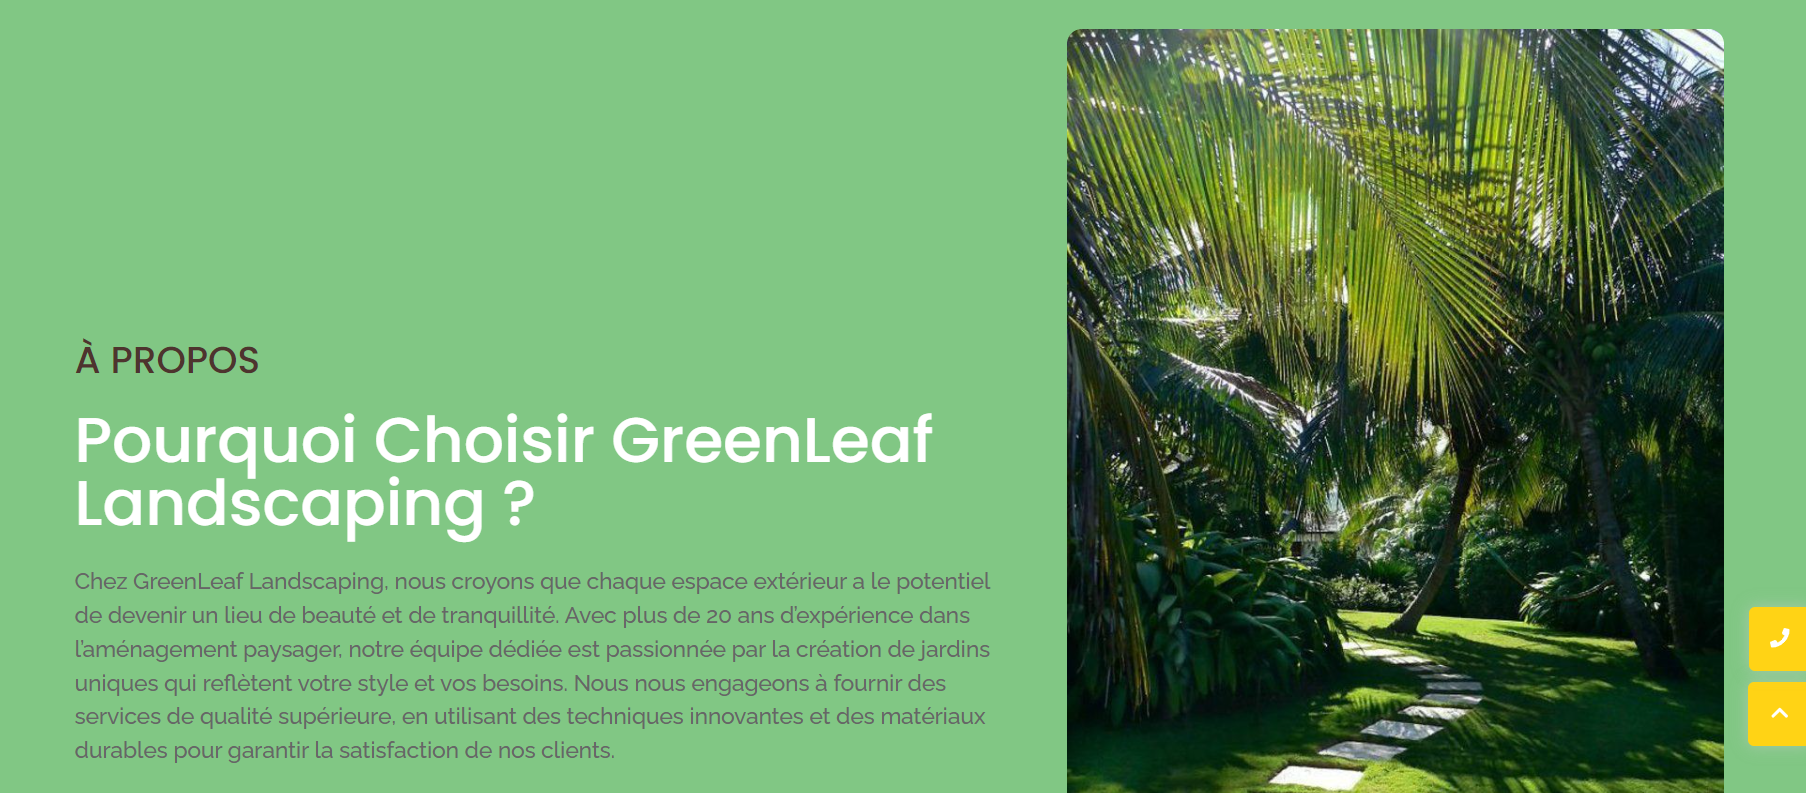 À PROPOS
Pourquoi Choisir GreenLeaf
Landscaping ?
Chez GreenLeaf Landscaping, nous croyons que chaque espace extérieur a le potentiel
de devenir un lieu de beauté et de tranquillité. Avec plus de 20 ans d'expérience dans
l'aménagement paysager, notre équipe dédiée est passionnée par la création de jardins
uniques qui reflètent votre style et vos besoins. Nous nous engageons à fournir des
services de qualité supérieure, en utilisant des techniques innovantes et des matériaux
durables pour garantir la satisfaction de nos clients.